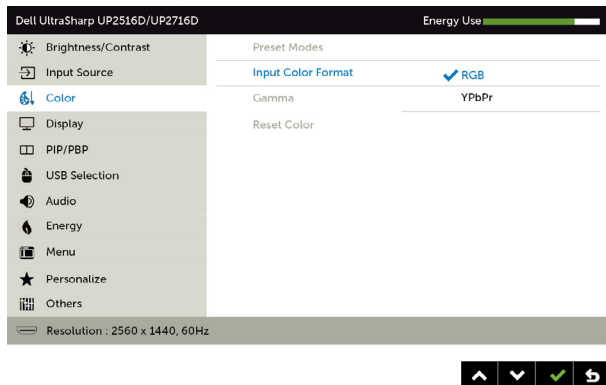 Dell UltraSharp UP2516D/UP2716D Energy Use
Brightness/Contrast Preset Modes
Input Source Input Color Format RGB
Color Gamma YPbPr
Display Reset Color
PIP/PBP
USB Selection
Audio
Energy
Menu
Personalize
Others
Resolution : 2560 x 1440, 60Hz